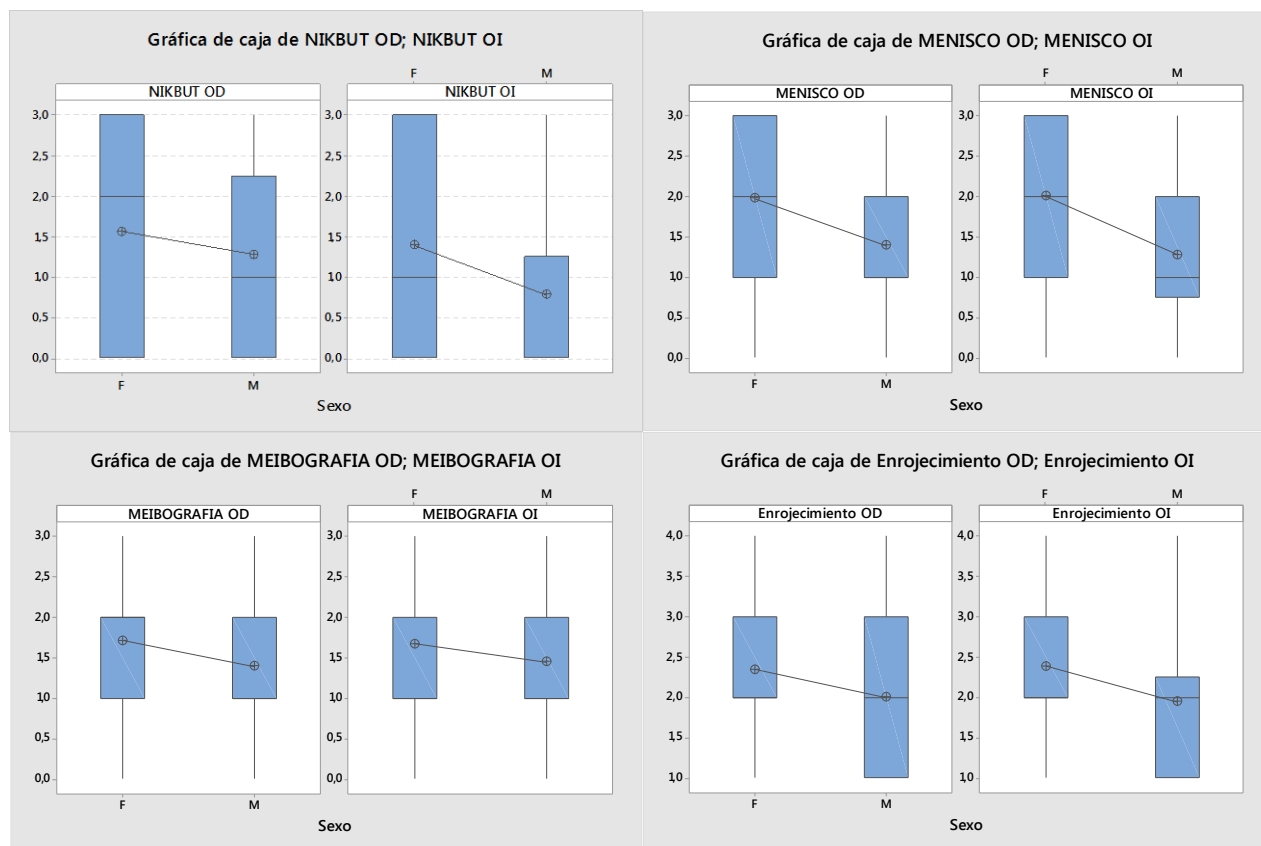 Gráfica de caja de NIKBUT OD; NIKBUT OI
F M
NIKBUT OD NIKBUT OI
3,0 3,0
2,5 2,5
2,0 2,0
1,5 1,5
1,0 1,0
0,5 0,5
0,0 0,0
F M
Sexo
Gráfica de caja de MENISCO OD; MENISCO OI
F M
MENISCO OD MENISCO OI
3,0 3,0
2,5 2,5
2,0 2,0
1,5 1,5
1,0 1,0
0,5 0,5
0,0 0,0
F M
Sexo
Gráfica de caja de MEIBOGRAFIA OD; MEIBOGRAFIA OI
F M
MEIBOGRAFIA OD MEIBOGRAFIA OI
3,0 3,0
2,5 2,5
2,0 2,0
1,5 1,5
1,0 1,0
0,5 0,5
0,0 0,0
F M
Sexo
Gráfica de caja de Enrojecimiento OD; Enrojecimiento OI
F M
Enrojecimiento OD Enrojecimiento OI
4,0 4,0
3,5 3,5
3,0 3,0
2,5 2,5
2,0 2,0
1,5 1,5
1,0 1,0
F M
Sexo